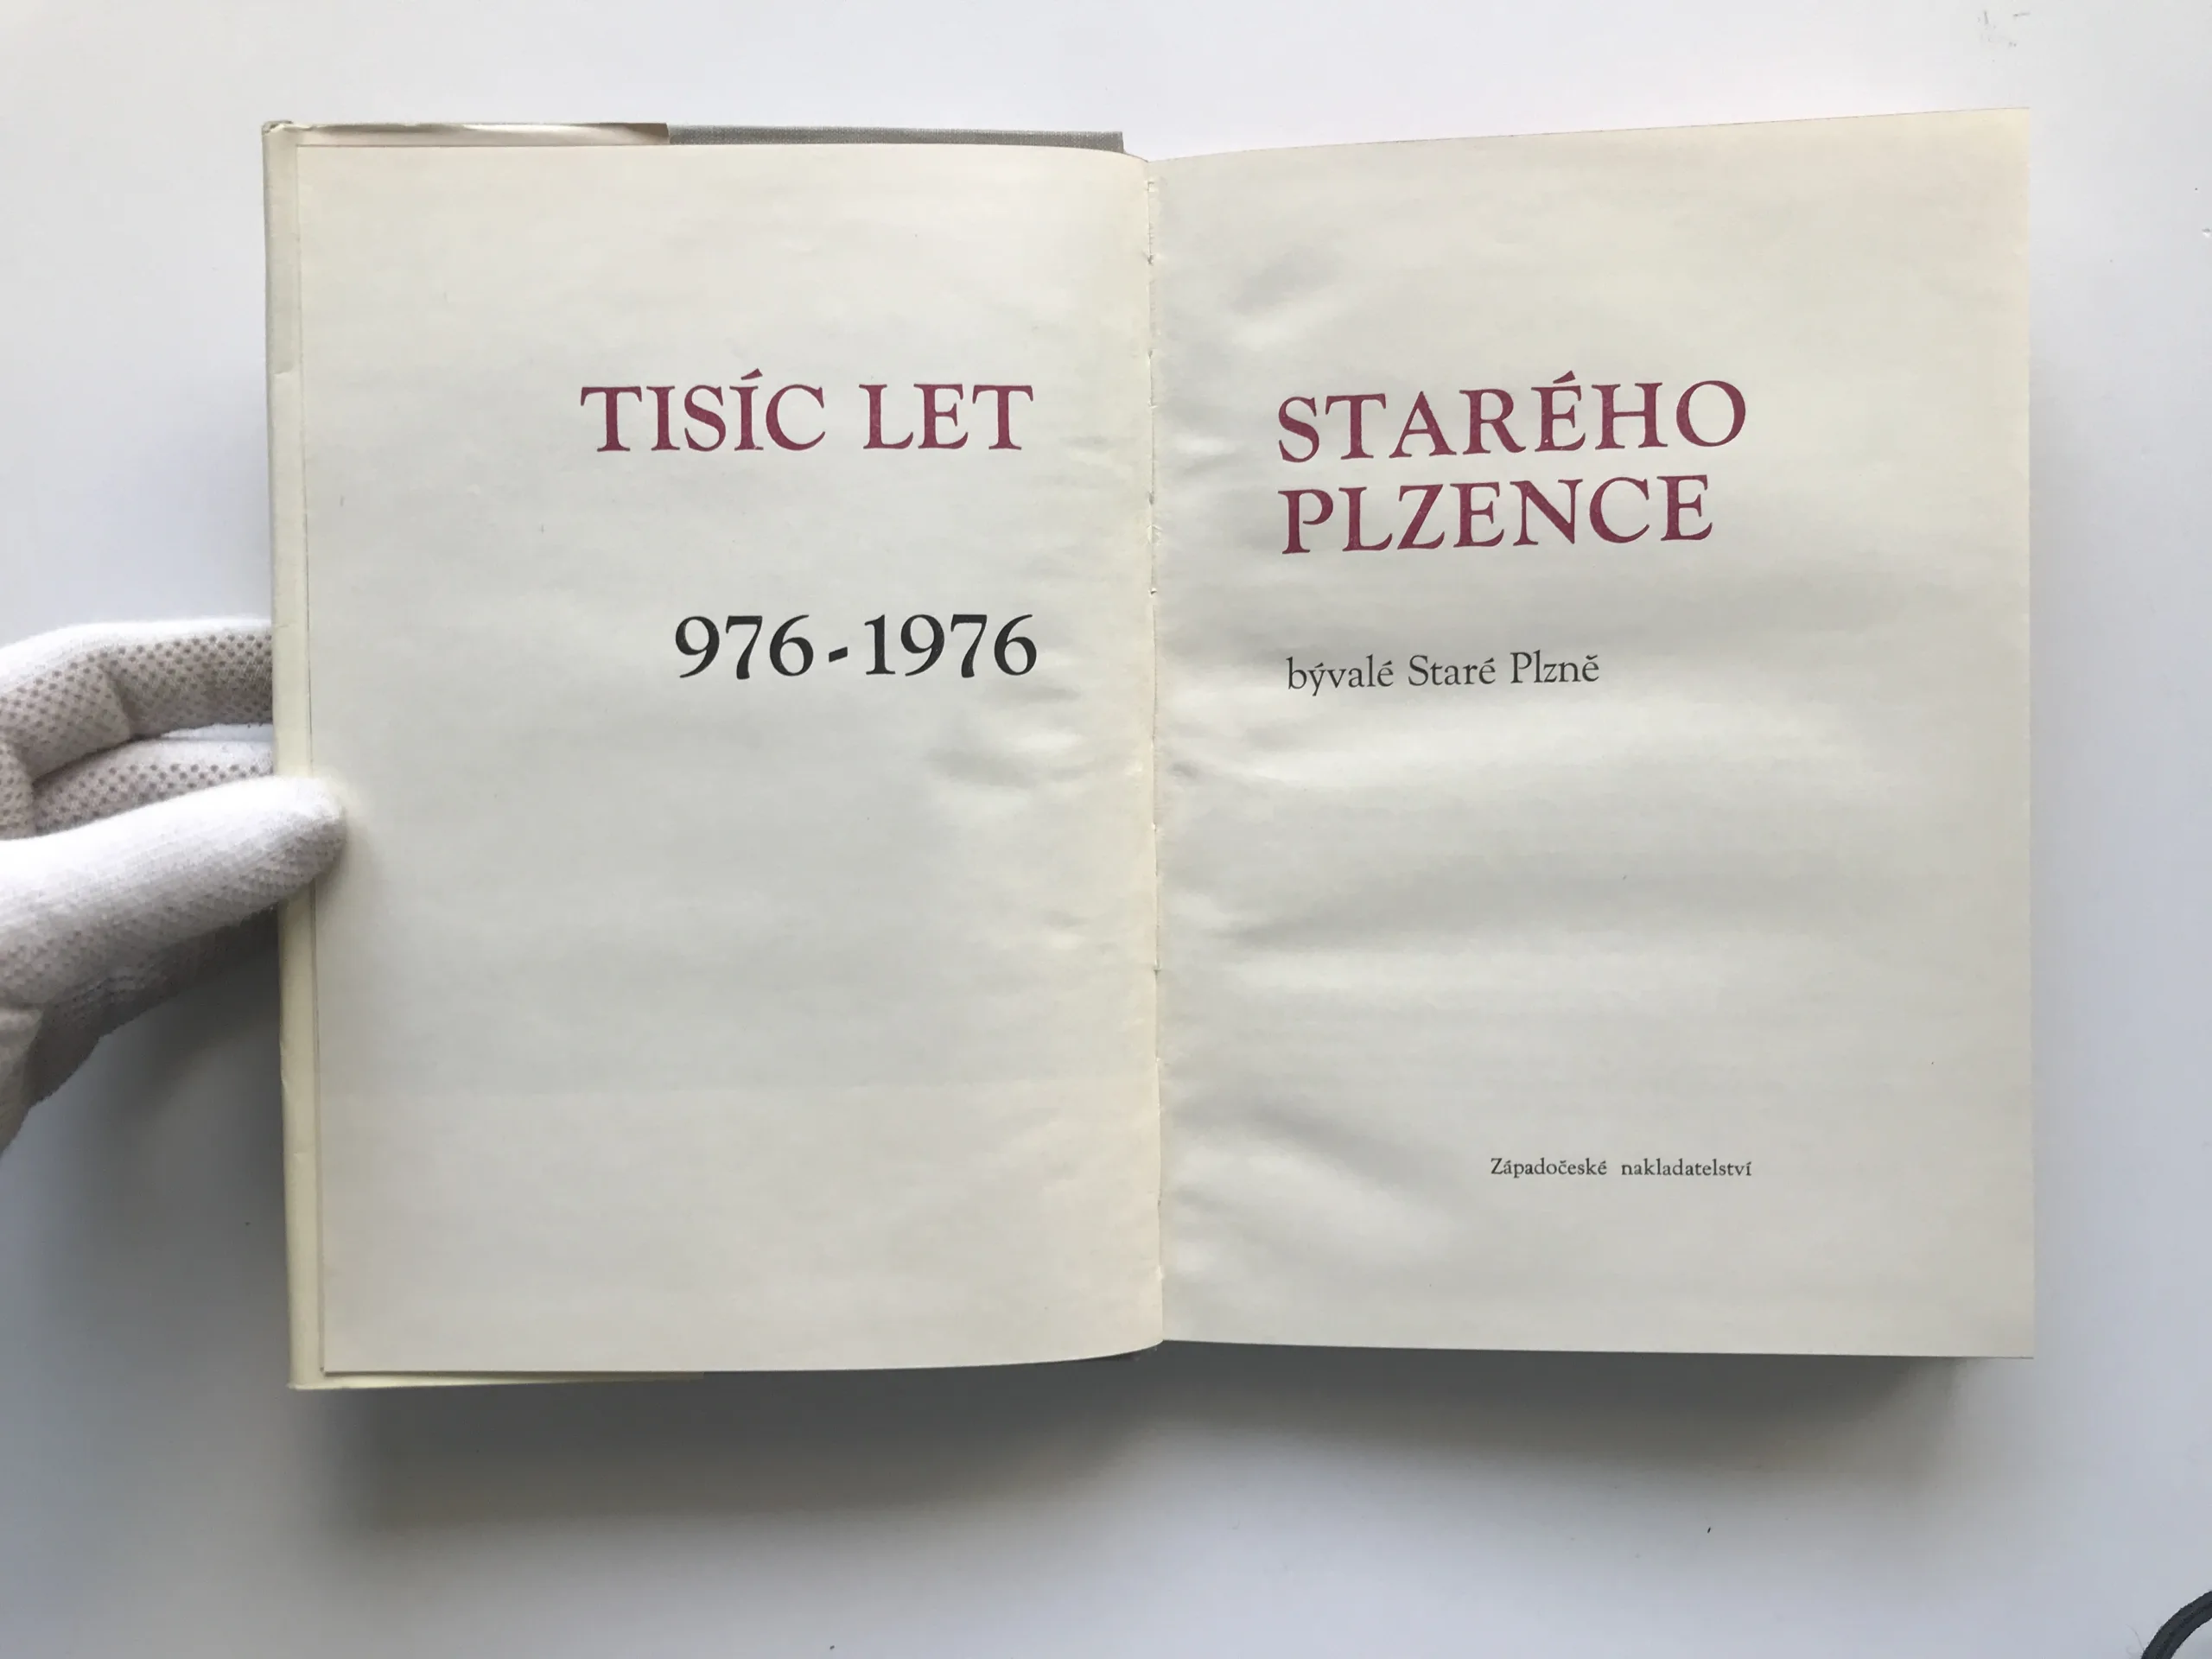 TISÍC LET
976-1976
STARÉHO
PLZENCE
bývalé Staré Plzně
Západočeské nakladatelství